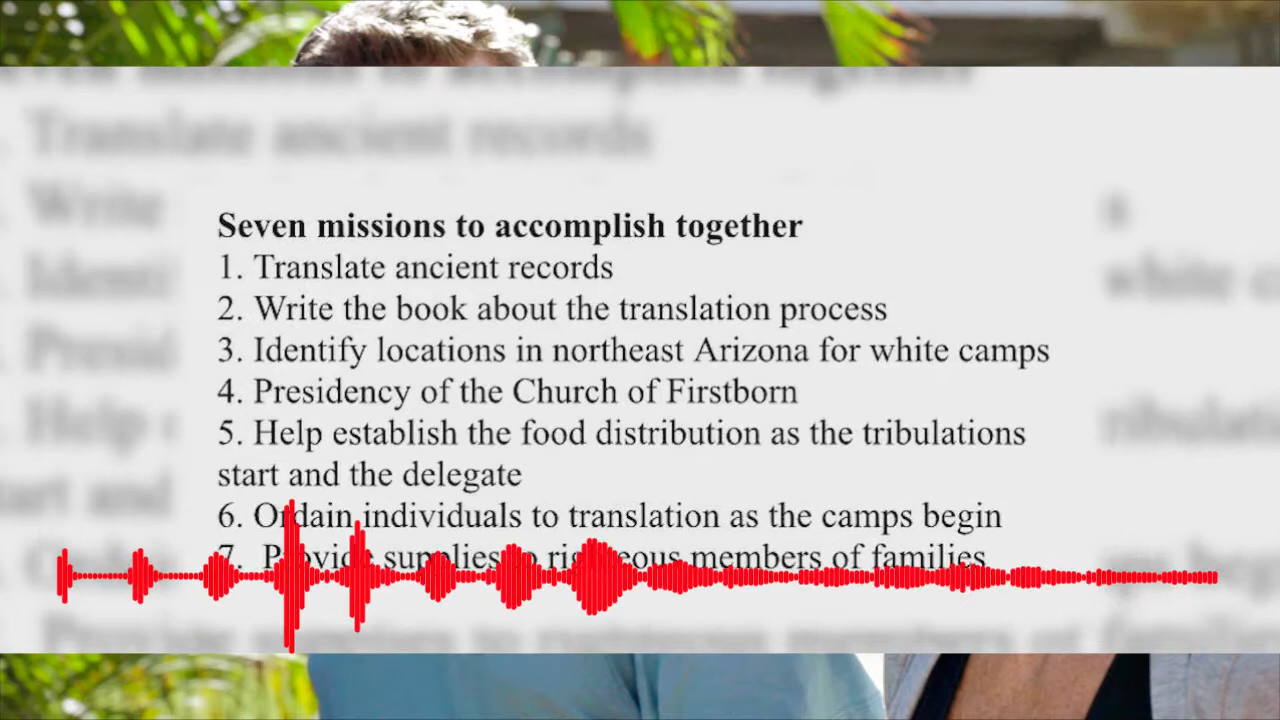 Seven missions to accomplish together
1. Translate ancient records
2. Write the book about the translation process
3. Identify locations in northeast Arizona for white camps
4. Presidency of the Church of Firstborn
5. Help establish the food distribution as the tribulations
start and the delegate
6. Ordain individuals to translation as the camps begin
7. Provide supplies to righteous members of families